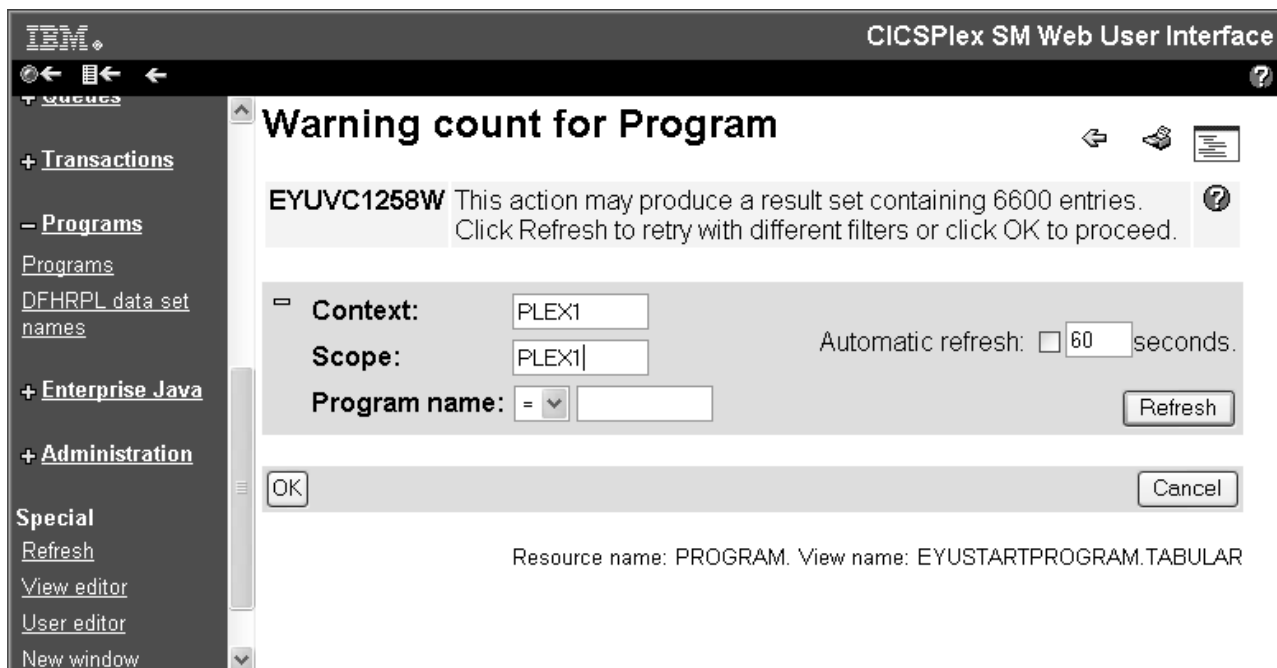 IBM®
CICSPlex SM Web User Interface
+ Queues
+ Transactions
– Programs
Programs
DFHRPL data set
names
+ Enterprise Java
+ Administration
Special
Refresh
View editor
User editor
New window
Warning count for Program
EYUVC1258W This action may produce a result set containing 6600 entries.
Click Refresh to retry with different filters or click OK to proceed.
Context: PLEX1
Scope: PLEX1
Automatic refresh: 60 seconds.
Program name: =
Refresh
OK
Cancel
Resource name: PROGRAM. View name: EYUSTARTPROGRAM.TABULAR